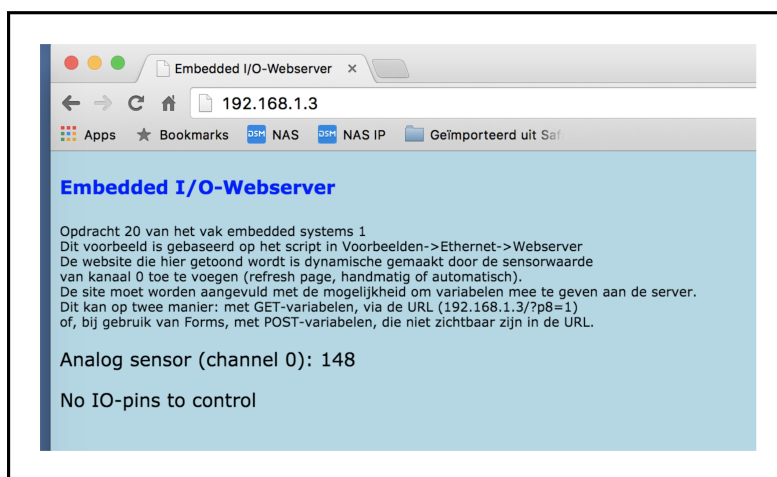 Embedded I/O-Webserver
192.168.1.3
Apps Bookmarks DSM NAS DSM NAS IP Geïmporteerd uit Saf
Embedded I/O-Webserver
Opdracht 20 van het vak embedded systems 1
Dit voorbeeld is gebaseerd op het script in Voorbeelden->Ethernet->Webserver
De website die hier getoond wordt is dynamische gemaakt door de sensorwaarde
van kanaal 0 toe te voegen (refresh page, handmatig of automatisch).
De site moet worden aangevuld met de mogelijkheid om variabelen mee te geven aan de server.
Dit kan op twee manier: met GET-variabelen, via de URL (192.168.1.3/?p8=1)
of, bij gebruik van Forms, met POST-variabelen, die niet zichtbaar zijn in de URL.
Analog sensor (channel 0): 148
No IO-pins to control